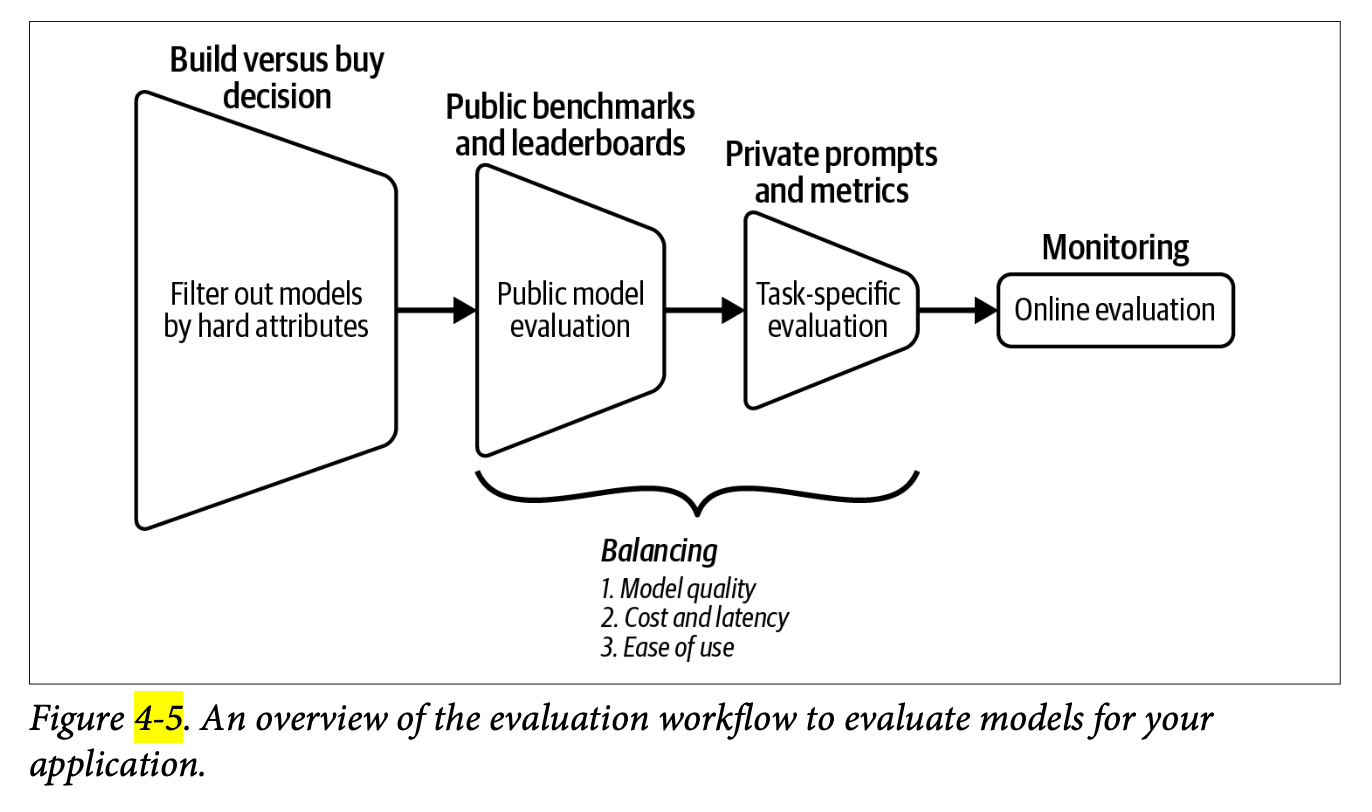 Build versus buy
decision
Filter out models
by hard attributes
Public benchmarks
and leaderboards
Public model
evaluation
Private prompts
and metrics
Task-specific
evaluation
Monitoring
Online evaluation
Balancing
1. Model quality
2. Cost and latency
3. Ease of use
Figure 4-5. An overview of the evaluation workflow to evaluate models for your
application.